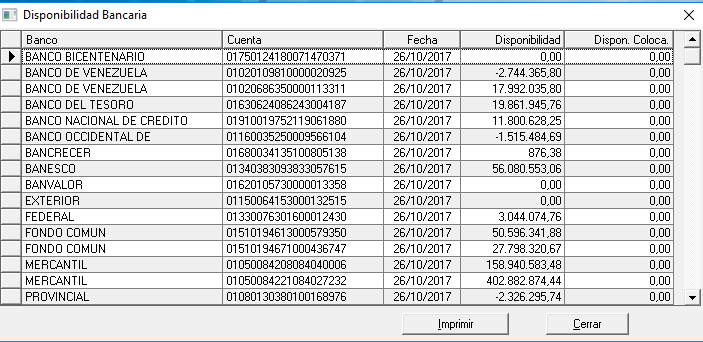 Disponibilidad Bancaria
Banco Cuenta Fecha Disponibilidad Dispon. Coloca.
BANCO BICENTENARIO 01750124180071470371 26/10/2017 0,00 0,00
BANCO DE VENEZUELA 01020109810000020925 26/10/2017 -2.744.365,80 0,00
BANCO DE VENEZUELA 01020686350000113311 26/10/2017 17.992.035,80 0,00
BANCO DEL TESORO 01630624086243004187 26/10/2017 19.861.945,76 0,00
BANCO NACIONAL DE CREDITO 01910019752119061880 26/10/2017 11.800.628,25 0,00
BANCO OCCIDENTAL DE 01160035250009566104 26/10/2017 -1.515.484,69 0,00
BANCRECER 01680034135100805138 26/10/2017 876,38 0,00
BANESCO 01340383093833057615 26/10/2017 56.080.553,06 0,00
BANVALOR 01620105730000013358 26/10/2017 0,00 0,00
EXTERIOR 01150064153000132515 26/10/2017 0,00 0,00
FEDERAL 01330076301600012430 26/10/2017 3.044.074,76 0,00
FONDO COMUN 01510194613000579350 26/10/2017 50.596.341,88 0,00
FONDO COMUN 01510194671000436747 26/10/2017 27.798.320,67 0,00
MERCANTIL 01050084208084040006 26/10/2017 158.940.583,48 0,00
MERCANTIL 01050084221084027232 26/10/2017 402.882.874,44 0,00
PROVINCIAL 01080130380100168976 26/10/2017 -2.326.295,74 0,00
Imprimir Cerrar